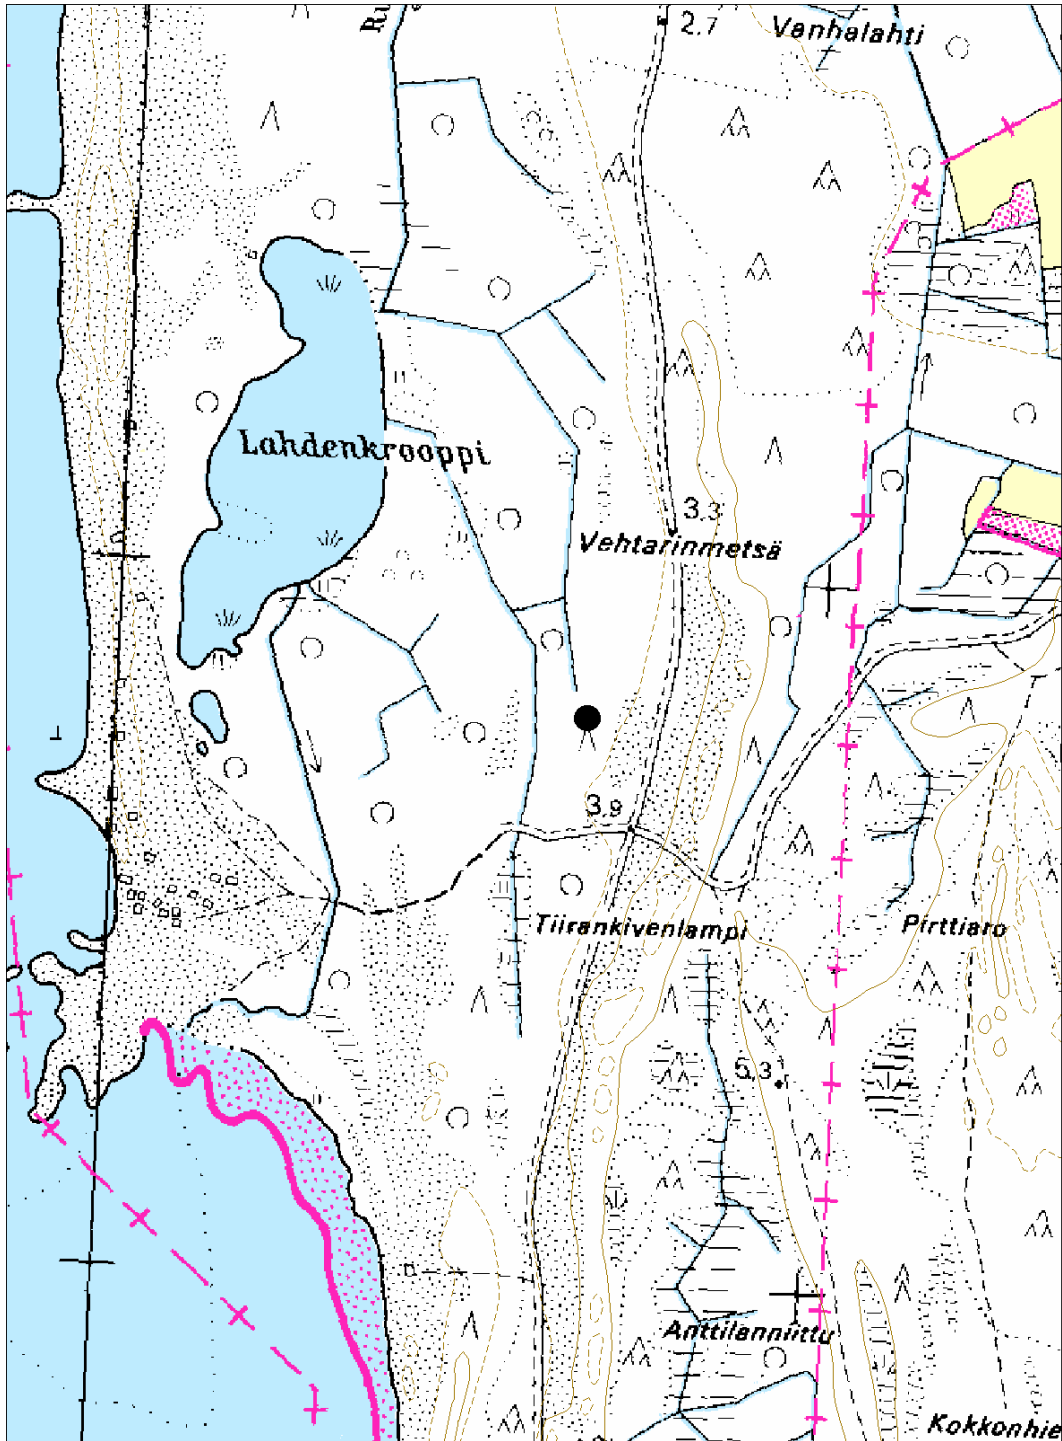 2.7
Vanhalahti
Lahdenkrooppi
3.3
Vehtarinmetsä
3.9
Tiirankivenlampi
Pirttiaro
5.3
Anttilanniittu
Kokkonhie